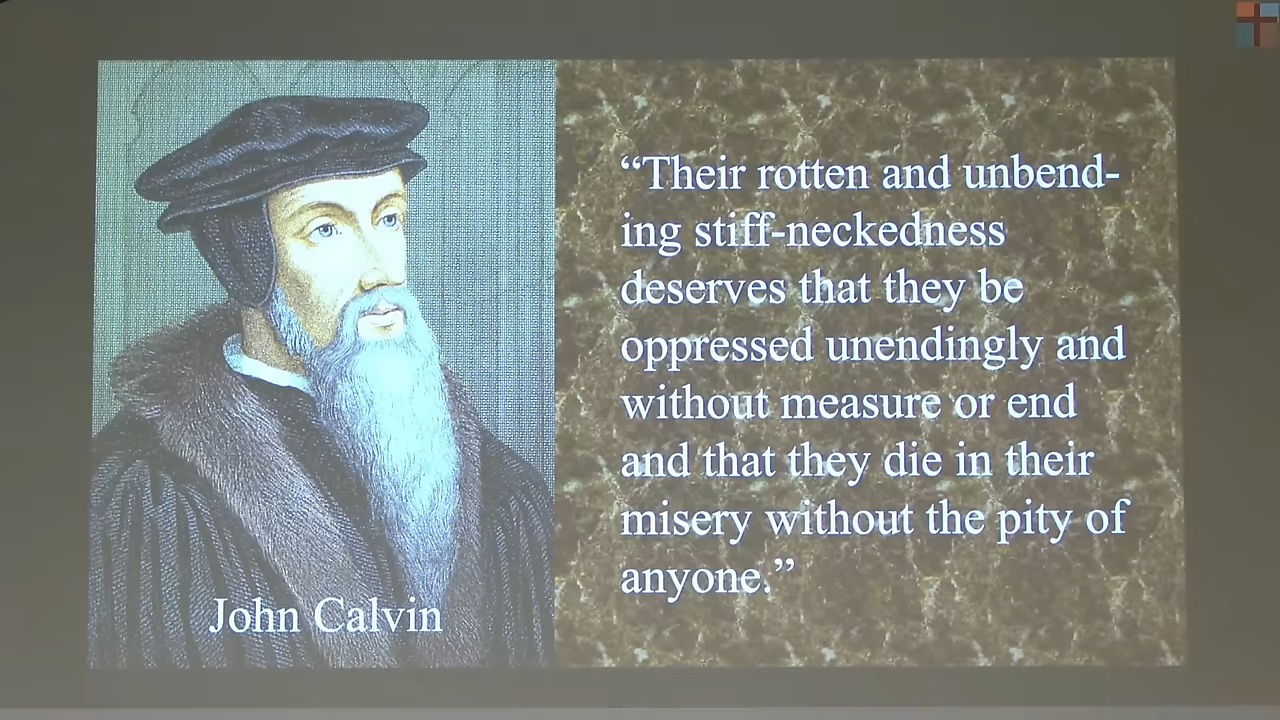 “Their rotten and unbend-
ing stiff-neckedness
deserves that they be
oppressed unendingly and
without measure or end
and that they die in their
misery without the pity of
anyone.”
John Calvin